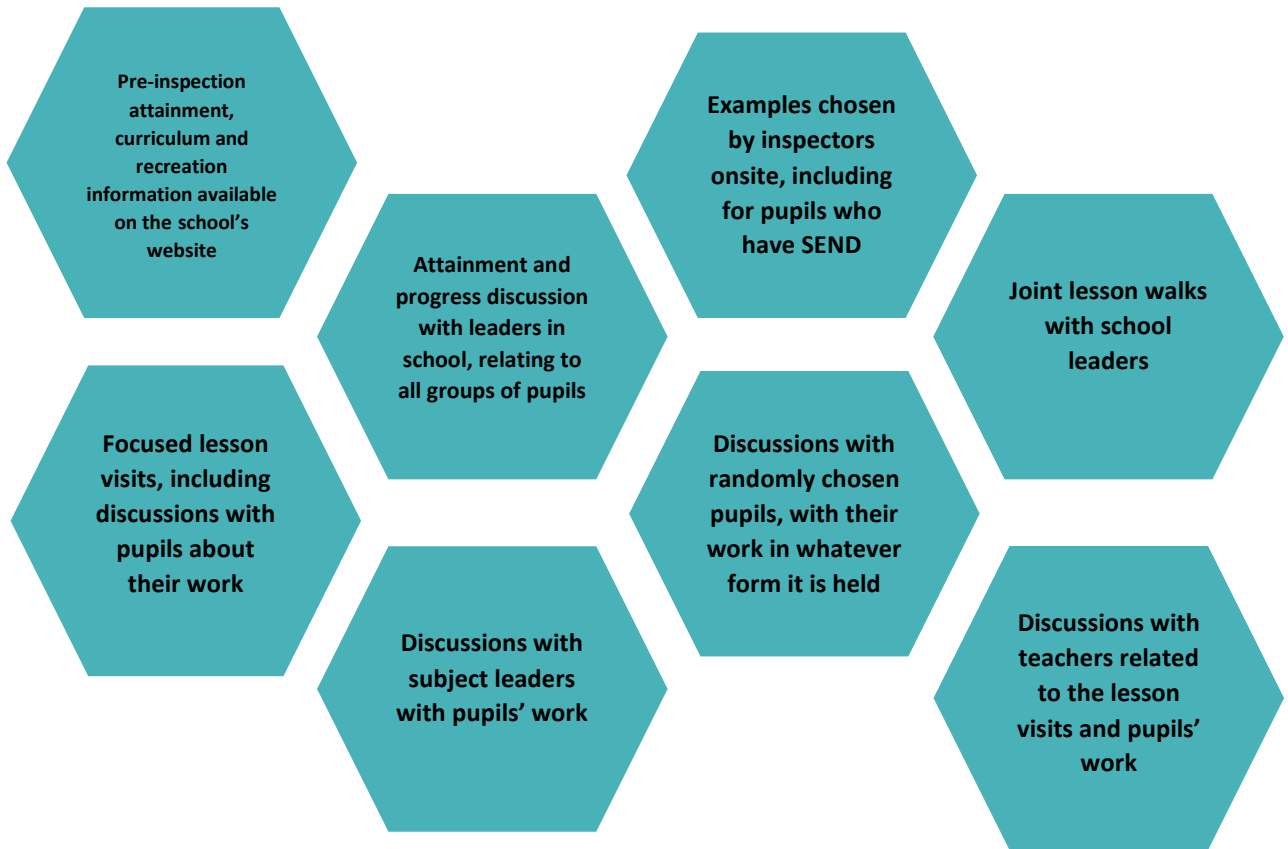 Pre-inspection
attainment,
curriculum and
recreation
information available
on the school’s
website
Examples chosen
by inspectors
onsite, including
for pupils who
have SEND
Attainment and
progress discussion
with leaders in
school, relating to
all groups of pupils
Joint lesson walks
with school
leaders
Focused lesson
visits, including
discussions with
pupils about
their work
Discussions with
randomly chosen
pupils, with their
work in whatever
form it is held
Discussions with
subject leaders
with pupils’ work
Discussions with
teachers related
to the lesson
visits and pupils’
work